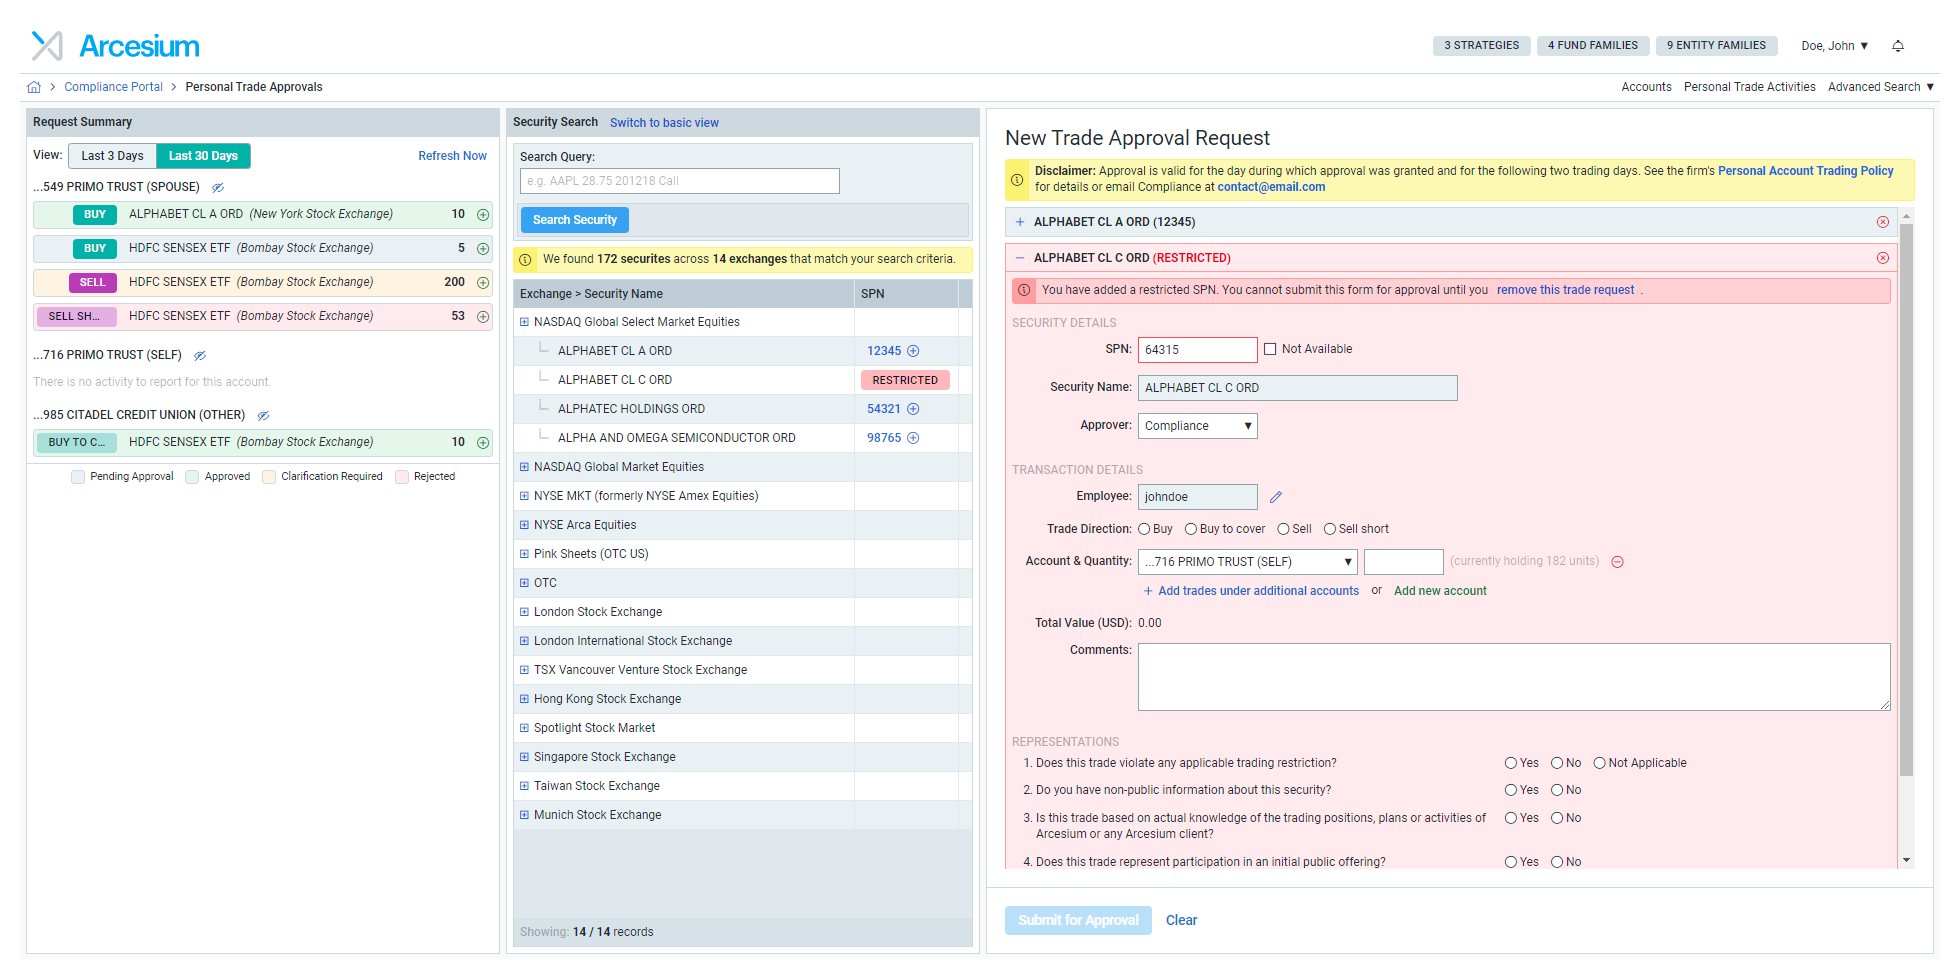 Arcesium
3 STRATEGIES
4 FUND FAMILIES
9 ENTITY FAMILIES
Doe, John ▼
Compliance Portal > Personal Trade Approvals
Accounts
Personal Trade Activities
Advanced Search ▼
Request Summary
View: Last 3 Days Last 30 Days Refresh Now
...549 PRIMO TRUST (SPOUSE)
BUY ALPHABET CL A ORD (New York Stock Exchange) 10
BUY HDFC SENSEX ETF (Bombay Stock Exchange) 5
SELL HDFC SENSEX ETF (Bombay Stock Exchange) 200
SELL SH... HDFC SENSEX ETF (Bombay Stock Exchange) 53
...716 PRIMO TRUST (SELF)
There is no activity to report for this account.
...985 CITADEL CREDIT UNION (OTHER)
BUY TO C... HDFC SENSEX ETF (Bombay Stock Exchange) 10
Pending Approval Approved Clarification Required Rejected
Security Search Switch to basic view
Search Query:
e.g. AAPL 28.75 201218 Call
Search Security
We found 172 securites across 14 exchanges that match your search criteria.
Exchange > Security Name SPN
NASDAQ Global Select Market Equities
ALPHABET CL A ORD 12345
ALPHABET CL C ORD RESTRICTED
ALPHATEC HOLDINGS ORD 54321
ALPHA AND OMEGA SEMICONDUCTOR ORD 98765
NASDAQ Global Market Equities
NYSE MKT (formerly NYSE Amex Equities)
NYSE Arca Equities
Pink Sheets (OTC US)
OTC
London Stock Exchange
London International Stock Exchange
TSX Vancouver Venture Stock Exchange
Hong Kong Stock Exchange
Spotlight Stock Market
Singapore Stock Exchange
Taiwan Stock Exchange
Munich Stock Exchange
Showing: 14 / 14 records
New Trade Approval Request
Disclaimer: Approval is valid for the day during which approval was granted and for the following two trading days. See the firm's Personal Account Trading Policy
for details or email Compliance at contact@email.com
+ ALPHABET CL A ORD (12345)
− ALPHABET CL C ORD (RESTRICTED)
You have added a restricted SPN. You cannot submit this form for approval until you remove this trade request .
SECURITY DETAILS
SPN: 64315 Not Available
Security Name: ALPHABET CL C ORD
Approver: Compliance ▼
TRANSACTION DETAILS
Employee: johndoe
Trade Direction: Buy Buy to cover Sell Sell short
Account & Quantity: ...716 PRIMO TRUST (SELF) ▼ (currently holding 182 units)
+ Add trades under additional accounts or Add new account
Total Value (USD): 0.00
Comments:
REPRESENTATIONS
1. Does this trade violate any applicable trading restriction? Yes No Not Applicable
2. Do you have non-public information about this security? Yes No
3. Is this trade based on actual knowledge of the trading positions, plans or activities of Yes No
Arcesium or any Arcesium client?
4. Does this trade represent participation in an initial public offering? Yes No
Submit for Approval Clear